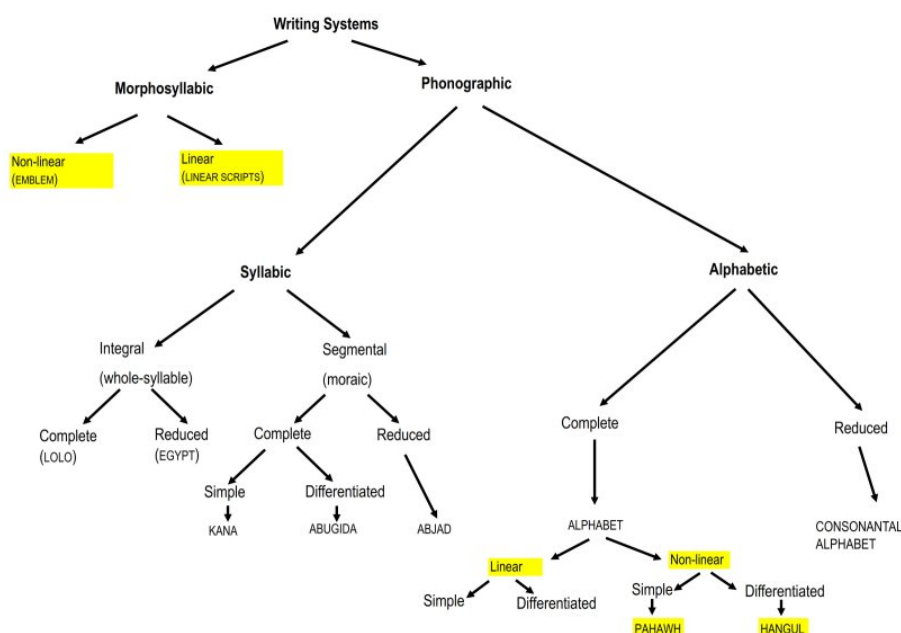 Writing Systems
Morphosyllabic
Phonographic
Non-linear
(EMBLEM)
Linear
(LINEAR SCRIPTS)
Syllabic
Alphabetic
Integral
(whole-syllable)
Segmental
(moraic)
Complete
Reduced
Complete
(LOLO)
Reduced
(EGYPT)
Complete
Reduced
Simple
Differentiated
KANA
ABUGIDA
ABJAD
ALPHABET
CONSONANTAL
ALPHABET
Linear
Non-linear
Simple
Differentiated
Simple
Differentiated
PAHAWH
HANGUL